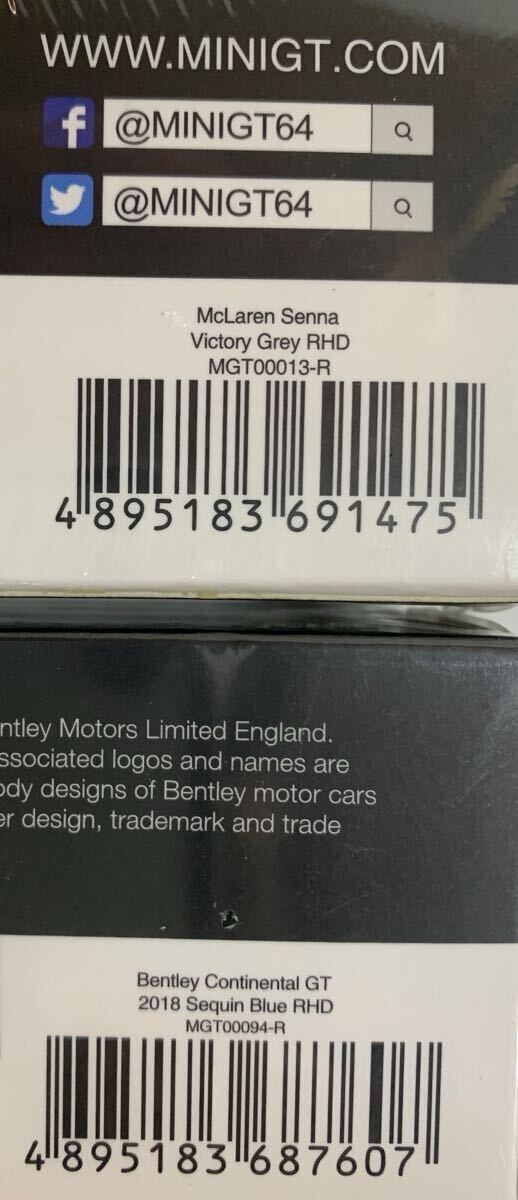 WWW.MINIGT.COM
f @MINIGT64
@MINIGT64
McLaren Senna
Victory Grey RHD
MGT00013-R
4 895183 691475
ntley Motors Limited England.
ssociated logos and names are
ody designs of Bentley motor cars
er design, trademark and trade
Bentley Continental GT
2018 Sequin Blue RHD
MGT00094-R
4 895183 687607